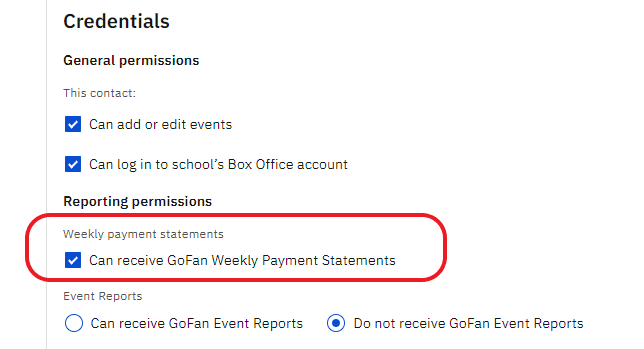 Credentials
General permissions
This contact:
Can add or edit events
Can log in to school's Box Office account
Reporting permissions
Weekly payment statements
Can receive GoFan Weekly Payment Statements
Event Reports
Can receive GoFan Event Reports Do not receive GoFan Event Reports